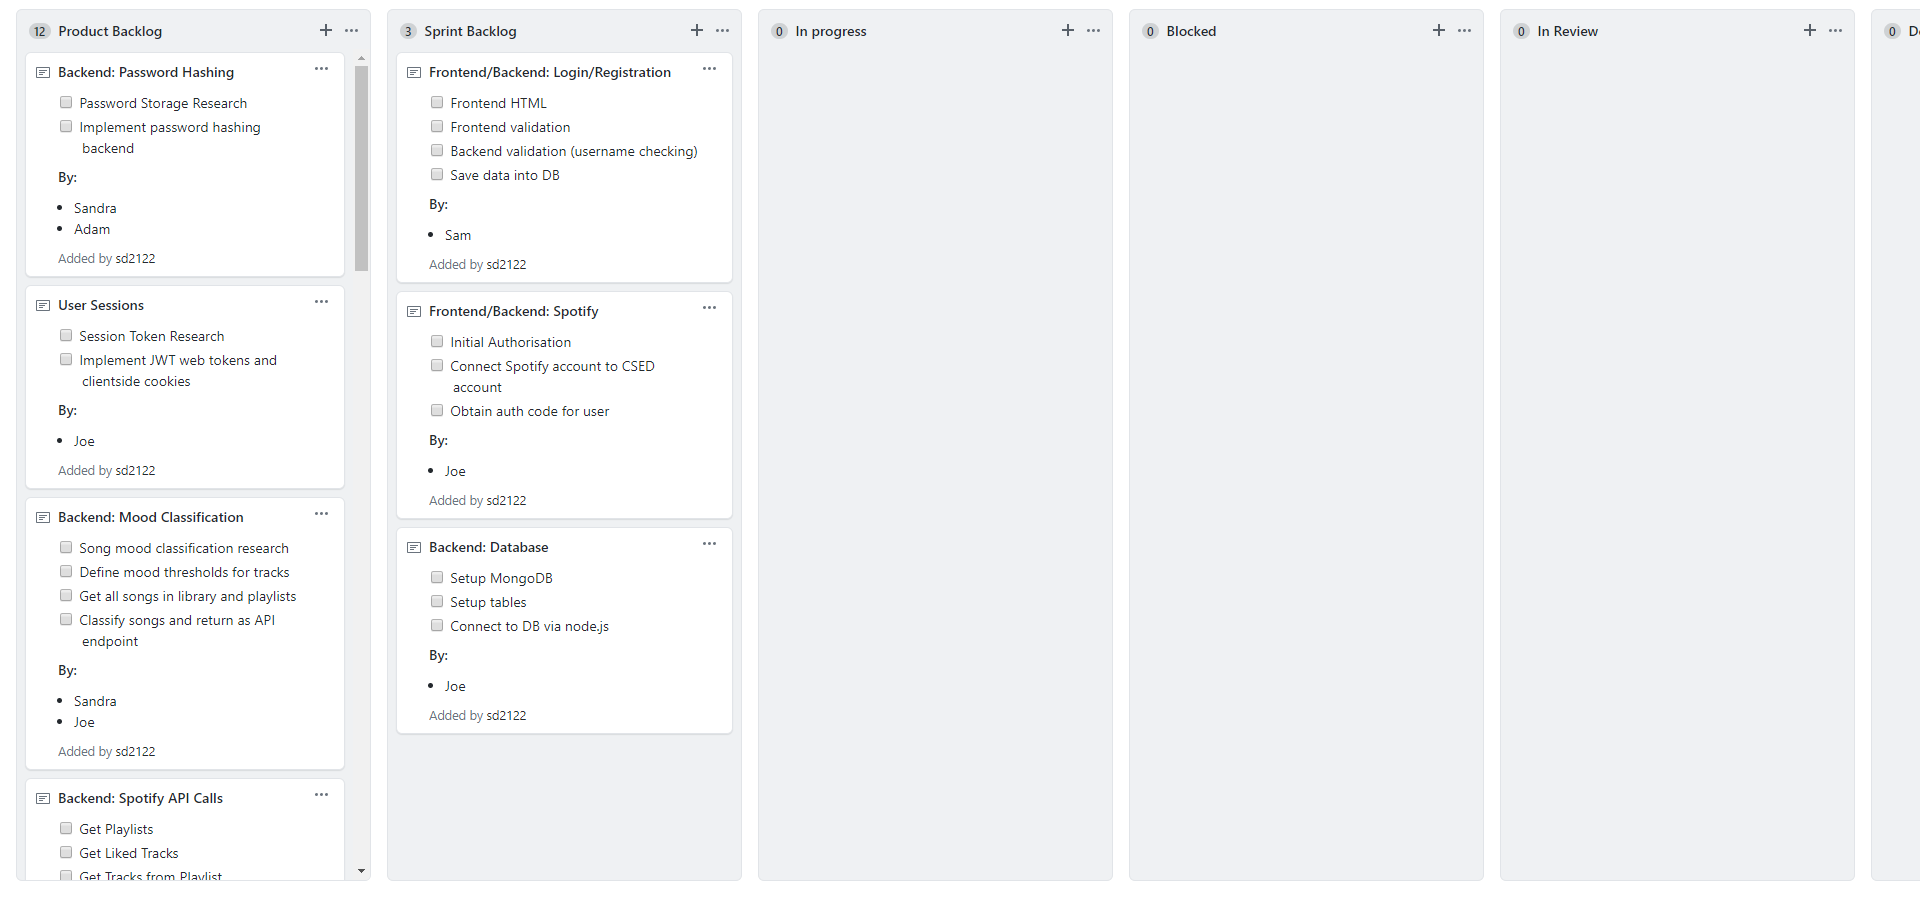 12 Product Backlog
Backend: Password Hashing
Password Storage Research
Implement password hashing
backend
By:
Sandra
Adam
Added by sd2122
User Sessions
Session Token Research
Implement JWT web tokens and
clientside cookies
By:
Joe
Added by sd2122
Backend: Mood Classification
Song mood classification research
Define mood thresholds for tracks
Get all songs in library and playlists
Classify songs and return as API
endpoint
By:
Sandra
Joe
Added by sd2122
Backend: Spotify API Calls
Get Playlists
Get Liked Tracks
Get Tracks from Playlist
3 Sprint Backlog
Frontend/Backend: Login/Registration
Frontend HTML
Frontend validation
Backend validation (username checking)
Save data into DB
By:
Sam
Added by sd2122
Frontend/Backend: Spotify
Initial Authorisation
Connect Spotify account to CSED
account
Obtain auth code for user
By:
Joe
Added by sd2122
Backend: Database
Setup MongoDB
Setup tables
Connect to DB via node.js
By:
Joe
Added by sd2122
0 In progress
0 Blocked
0 In Review
0